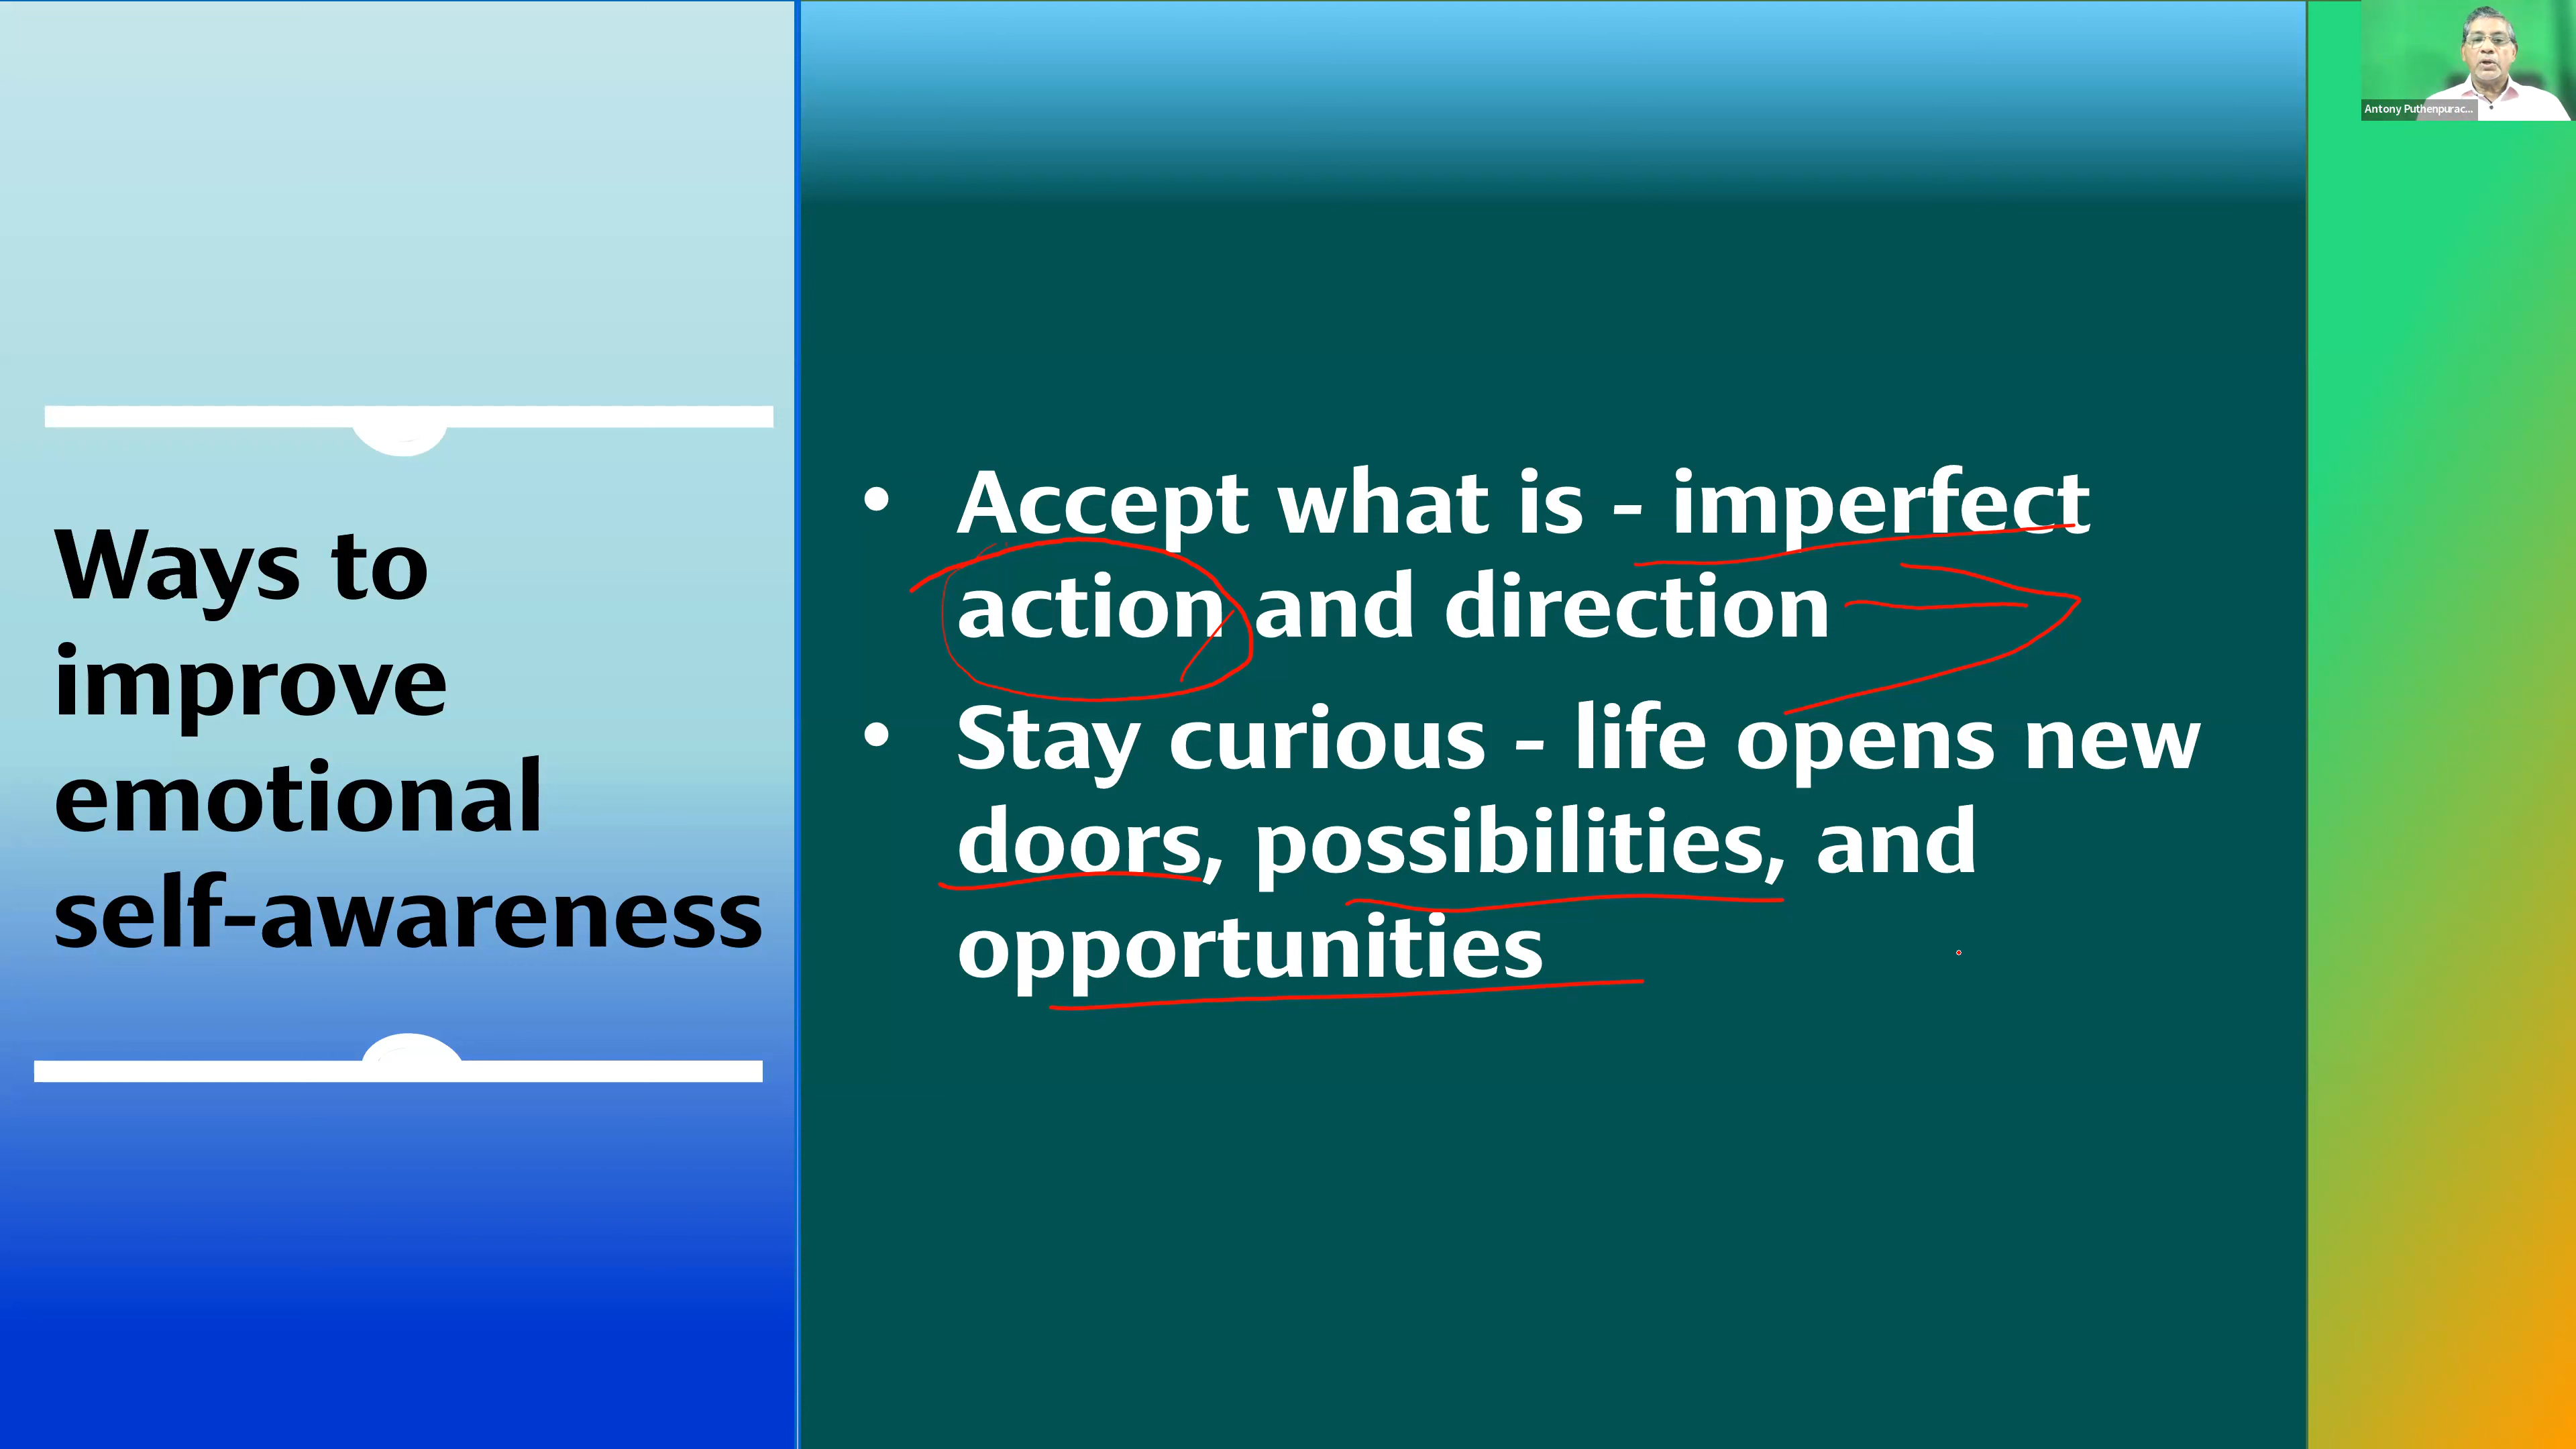 Ways to
improve
emotional
self-awareness
• Accept what is - imperfect
action and direction
• Stay curious - life opens new
doors, possibilities, and
opportunities
Antony Puthenpurac...